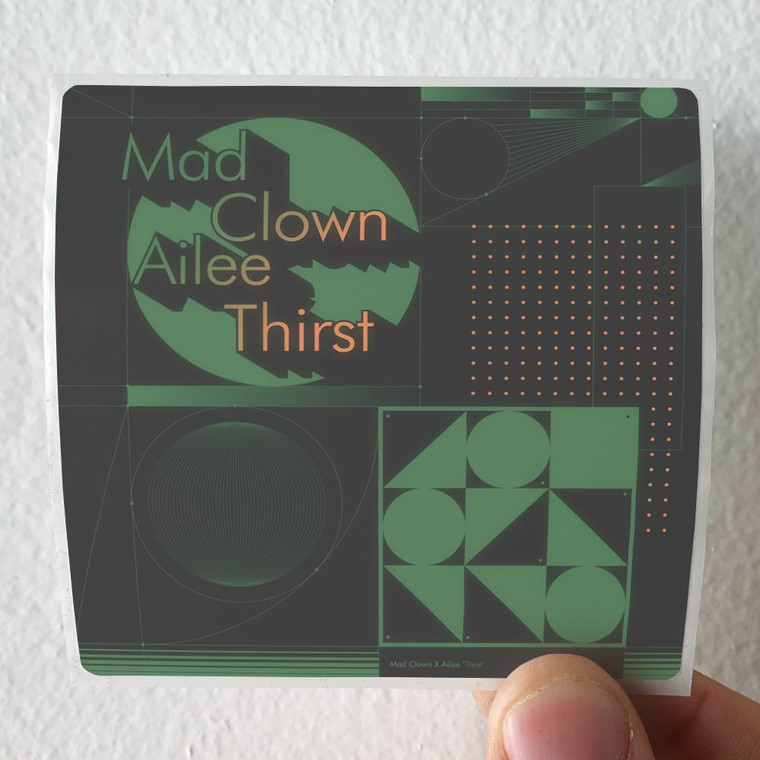 Mad
Clown
Ailee
Thirst
Mad Clown X Ailee 'Thirst'